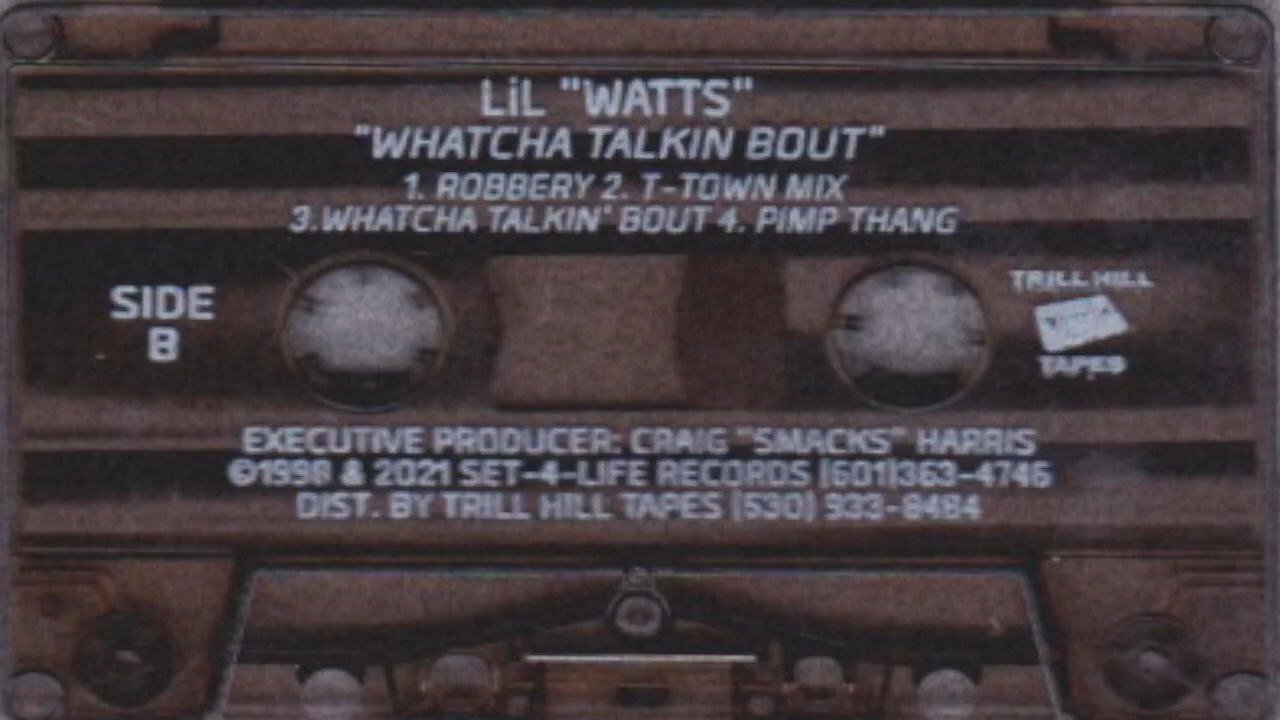 LiL "WATTS"
"WHATCHA TALKIN BOUT"
1. ROBBERY 2. T-TOWN MIX
3.WHATCHA TALKIN' BOUT 4. PIMP THANG
SIDE
B
TRILL HILL
TAPES
EXECUTIVE PRODUCER: CRAIG "SMACKS" HARRIS
©1998 & 2021 SET-4-LIFE RECORDS (601)363-4746
DIST. BY TRILL HILL TAPES (530) 933-8484